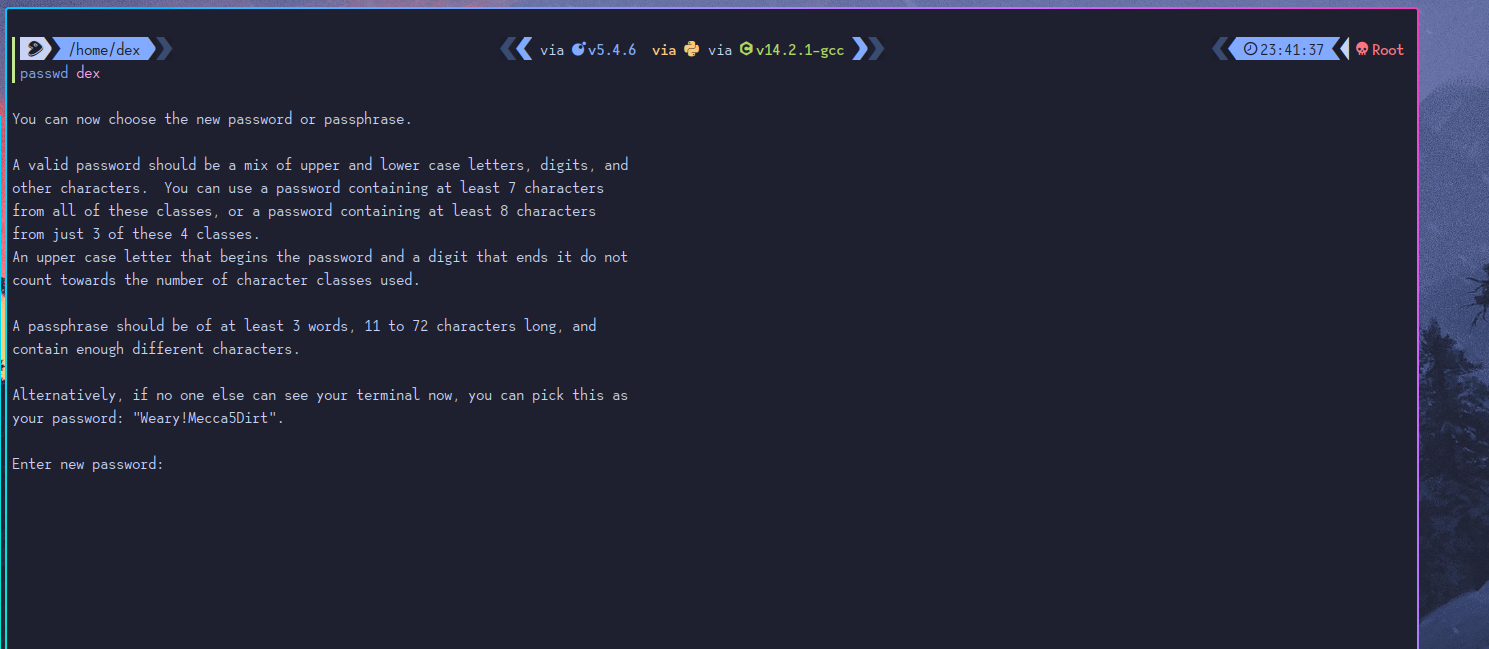 /home/dex via v5.4.6 via via v14.2.1-gcc 23:41:37 Root
passwd dex
You can now choose the new password or passphrase.
A valid password should be a mix of upper and lower case letters, digits, and
other characters.  You can use a password containing at least 7 characters
from all of these classes, or a password containing at least 8 characters
from just 3 of these 4 classes.
An upper case letter that begins the password and a digit that ends it do not
count towards the number of character classes used.
A passphrase should be of at least 3 words, 11 to 72 characters long, and
contain enough different characters.
Alternatively, if no one else can see your terminal now, you can pick this as
your password: "Weary!Mecca5Dirt".
Enter new password: